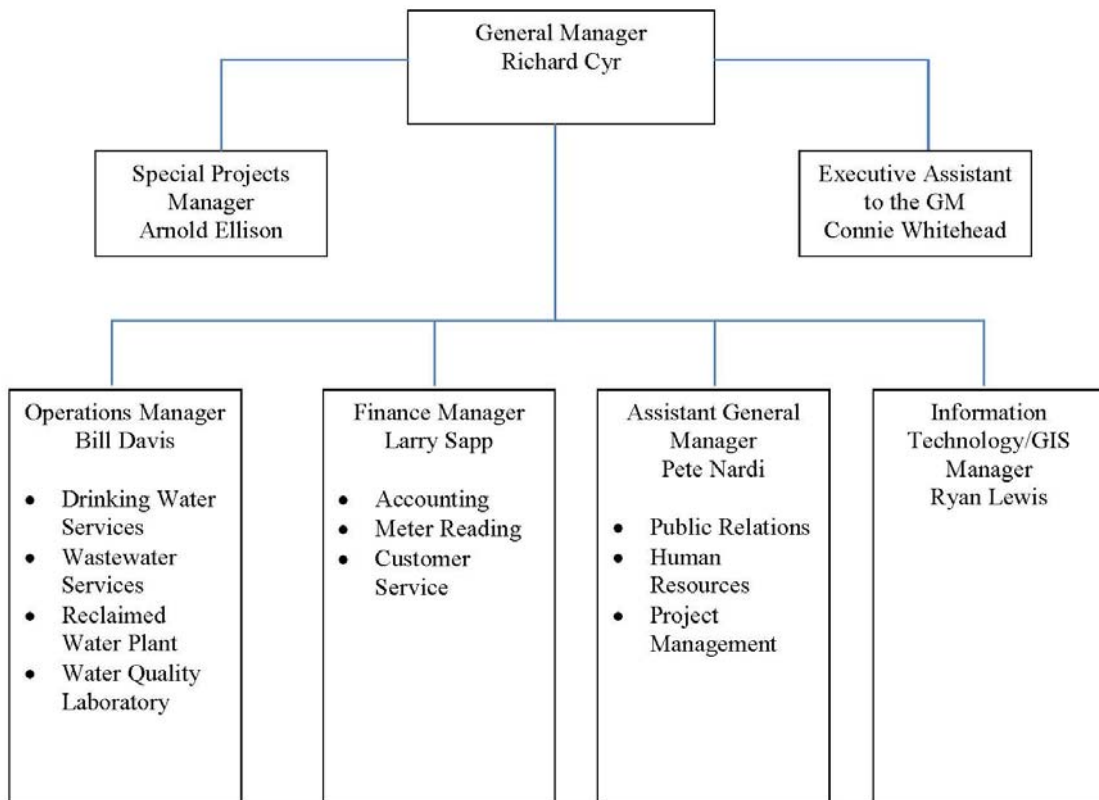 General Manager
Richard Cyr
Special Projects
Manager
Arnold Ellison
Executive Assistant
to the GM
Connie Whitehead
Operations Manager
Bill Davis
• Drinking Water
Services
• Wastewater
Services
• Reclaimed
Water Plant
• Water Quality
Laboratory
Finance Manager
Larry Sapp
• Accounting
• Meter Reading
• Customer
Service
Assistant General
Manager
Pete Nardi
• Public Relations
• Human
Resources
• Project
Management
Information
Technology/GIS
Manager
Ryan Lewis